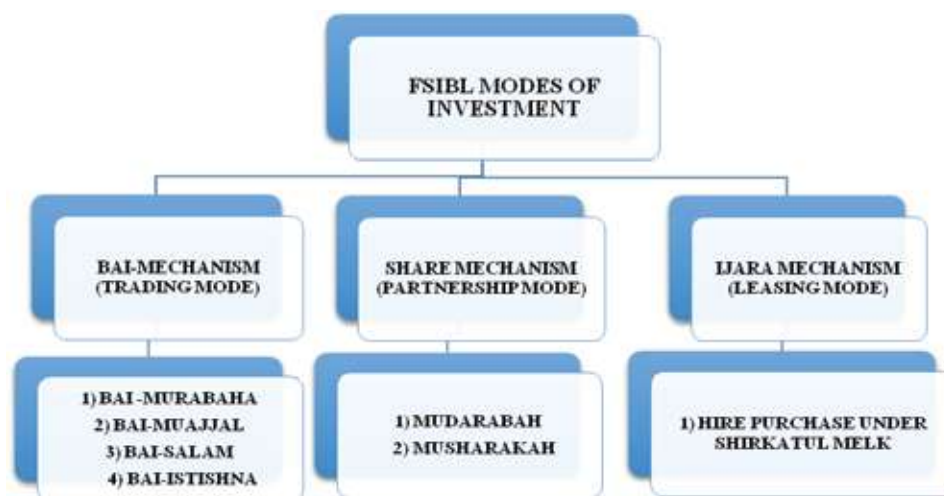 FSIBL MODES OF
INVESTMENT
BAI-MECHANISM
(TRADING MODE)
SHARE MECHANISM
(PARTNERSHIP MODE)
IJARA MECHANISM
(LEASING MODE)
1) BAI -MURABAHA
2) BAI-MUAJJAL
3) BAI-SALAM
4) BAI-ISTISHNA
1) MUDARABAH
2) MUSHARAKAH
1) HIRE PURCHASE UNDER
SHIRKATUL MELK